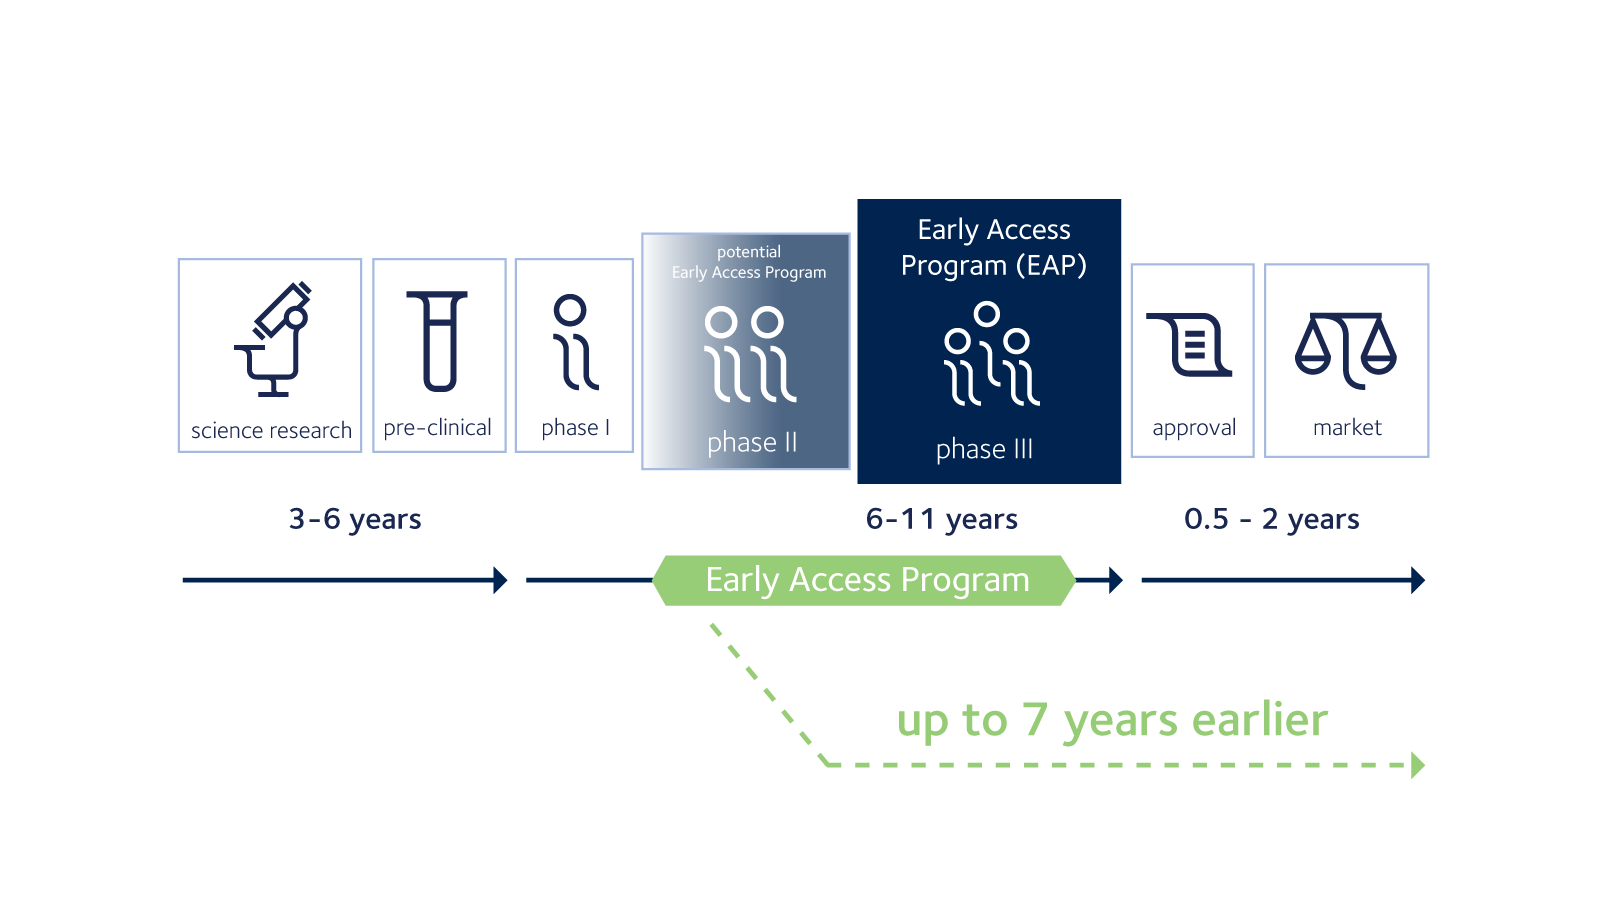 science research
pre-clinical
phase I
potential
Early Access Program
phase II
Early Access
Program (EAP)
phase III
approval
market
3-6 years
6-11 years
0.5 - 2 years
Early Access Program
up to 7 years earlier